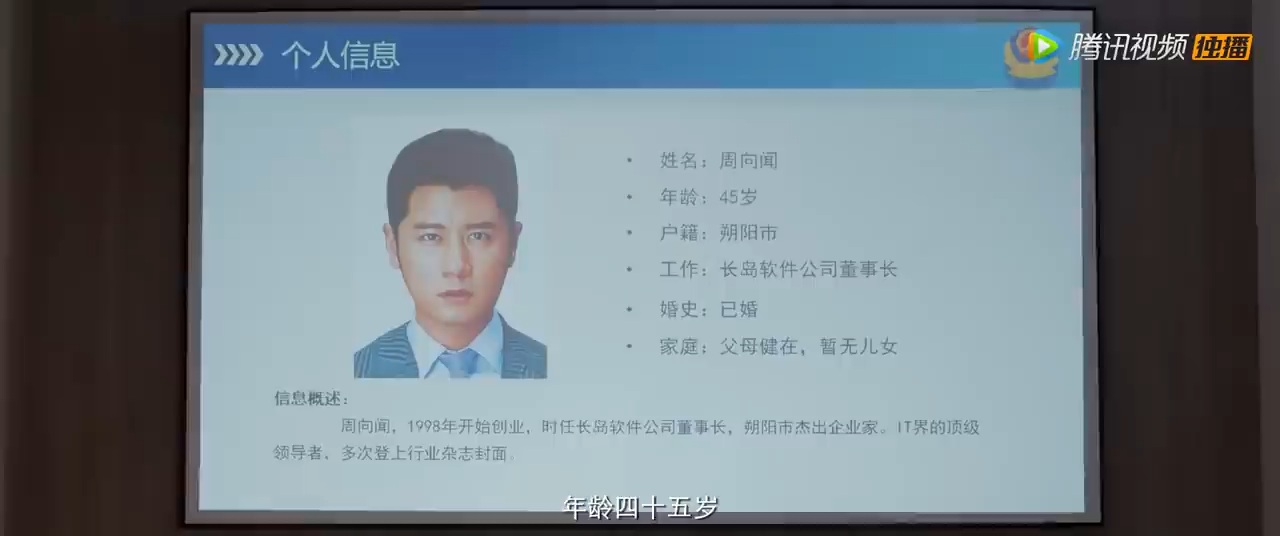 个人信息
腾讯视频 独播
姓名：周向闻
年龄：45岁
户籍：朔阳市
工作：长岛软件公司董事长
婚史：已婚
家庭：父母健在，暂无儿女
信息概述：
周向闻，1998年开始创业，时任长岛软件公司董事长，朔阳市杰出企业家。IT界的顶级
领导者、多次登上行业杂志封面。
年龄四十五岁